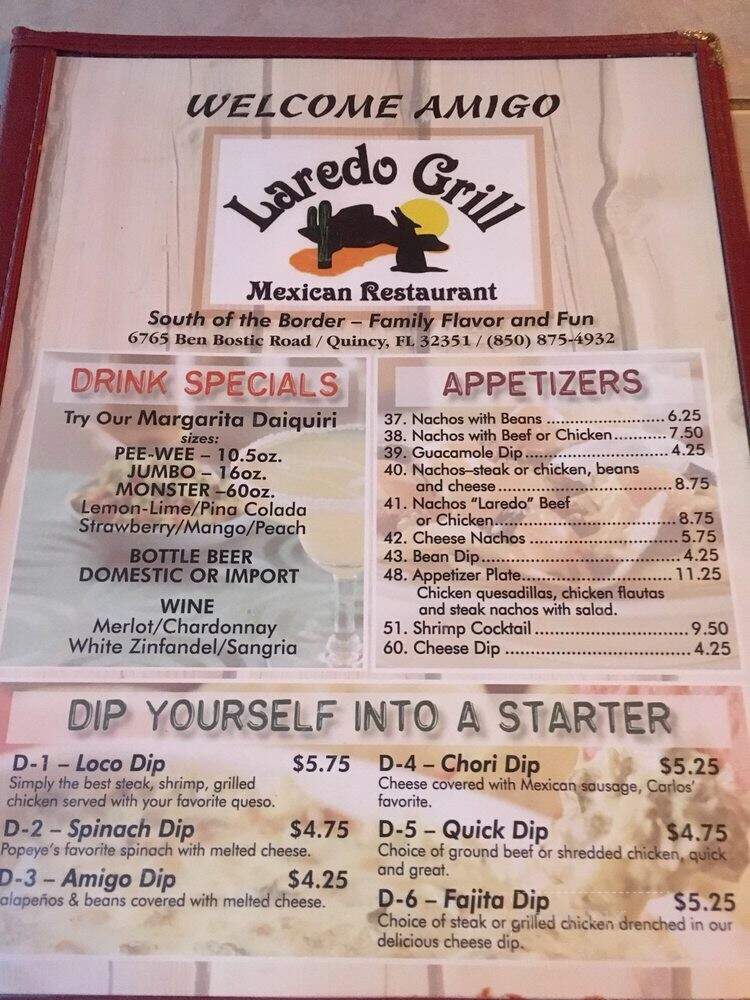 WELCOME AMIGO
Laredo Grill
Mexican Restaurant
South of the Border – Family Flavor and Fun
6765 Ben Bostic Road / Quincy, FL 32351 / (850) 875-4932
DRINK SPECIALS
Try Our Margarita Daiquiri
sizes:
PEE-WEE – 10.5oz.
JUMBO – 16oz.
MONSTER –60oz.
Lemon-Lime/Pina Colada
Strawberry/Mango/Peach
BOTTLE BEER
DOMESTIC OR IMPORT
WINE
Merlot/Chardonnay
White Zinfandel/Sangria
APPETIZERS
37. Nachos with Beans ..................... 6.25
38. Nachos with Beef or Chicken.......... 7.50
39. Guacamole Dip.......................... 4.25
40. Nachos–steak or chicken, beans
and cheese............................... 8.75
41. Nachos "Laredo" Beef
or Chicken................................ 8.75
42. Cheese Nachos ......................... 5.75
43. Bean Dip................................... 4.25
48. Appetizer Plate.......................... 11.25
Chicken quesadillas, chicken flautas
and steak nachos with salad.
51. Shrimp Cocktail ......................... 9.50
60. Cheese Dip ............................... 4.25
DIP YOURSELF INTO A STARTER
D-1 – Loco Dip $5.75
Simply the best steak, shrimp, grilled
chicken served with your favorite queso.
D-2 – Spinach Dip $4.75
Popeye's favorite spinach with melted cheese.
D-3 – Amigo Dip $4.25
alapeños & beans covered with melted cheese.
D-4 – Chori Dip $5.25
Cheese covered with Mexican sausage, Carlos'
favorite.
D-5 – Quick Dip $4.75
Choice of ground beef or shredded chicken, quick
and great.
D-6 – Fajita Dip $5.25
Choice of steak or grilled chicken drenched in our
delicious cheese dip.